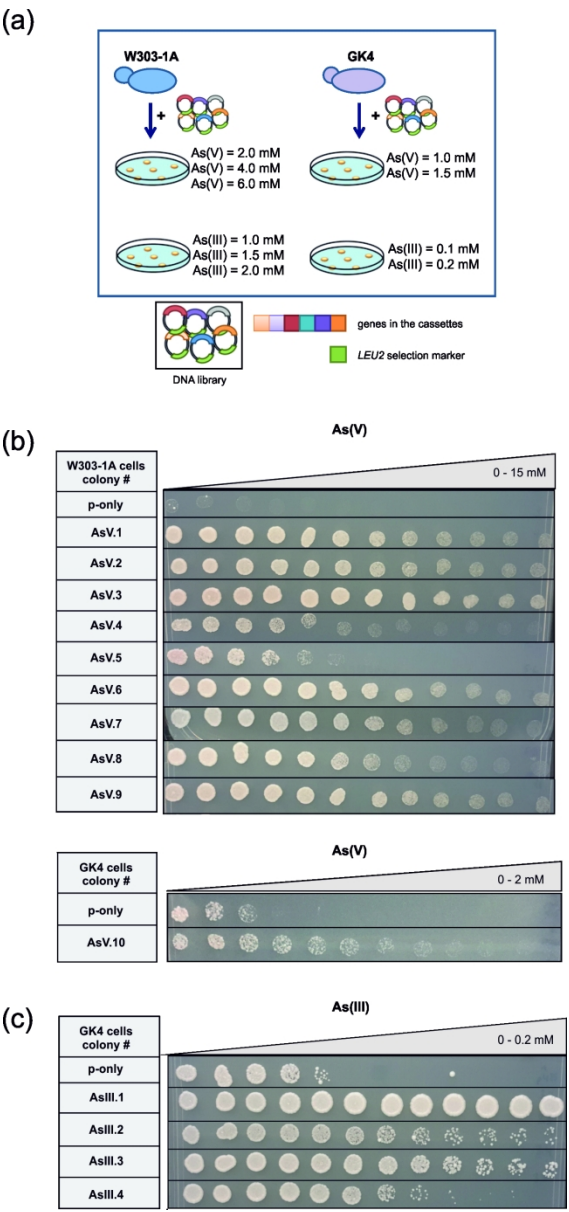 (a)
W303-1A
GK4
+
+
As(V) = 2.0 mM
As(V) = 4.0 mM
As(V) = 6.0 mM
As(V) = 1.0 mM
As(V) = 1.5 mM
As(III) = 1.0 mM
As(III) = 1.5 mM
As(III) = 2.0 mM
As(III) = 0.1 mM
As(III) = 0.2 mM
genes in the cassettes
LEU2 selection marker
DNA library
(b)
As(V)
W303-1A cells
colony #
0 - 15 mM
p-only
AsV.1
AsV.2
AsV.3
AsV.4
AsV.5
AsV.6
AsV.7
AsV.8
AsV.9
As(V)
GK4 cells
colony #
0 - 2 mM
p-only
AsV.10
(c)
As(III)
GK4 cells
colony #
0 - 0.2 mM
p-only
AsIII.1
AsIII.2
AsIII.3
AsIII.4